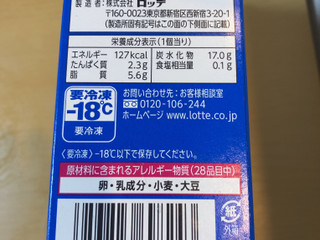 製造者:株式会社 ロッテ
〒160-0023東京都新宿区西新宿3-20-1
(製造所固有記号はこの面の下側面に記載)
栄養成分表示(1個当り)
エネルギー 127kcal 炭水化物 17.0g
たんぱく質 2.3g 食塩相当量 0.1g
脂質 5.6g
要冷凍
-18℃
要冷凍
お問い合わせ先:お客様相談室
0120-106-244
ホームページ www.lotte.co.jp
〈要冷凍〉-18℃以下で保存してください。
原材料に含まれるアレルギー物質(28品目中)
卵・乳成分・小麦・大豆
紙
外箱